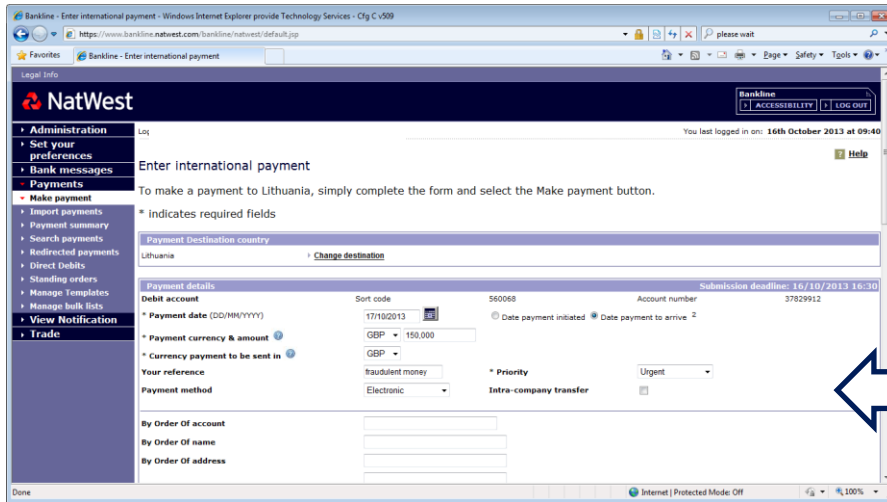 Bankline - Enter international payment - Windows Internet Explorer provide Technology Services - Cfg C v509
https://www.bankline.natwest.com/bankline/natwest/default.jsp please wait
Favorites Bankline - Enter international payment Page Safety Tools
Legal Info
NatWest
Bankline
ACCESSIBILITY LOG OUT
Administration
Set your preferences
Bank messages
Payments
Make payment
Import payments
Payment summary
Search payments
Redirected payments
Direct Debits
Standing orders
Manage Templates
Manage bulk lists
View Notification
Trade
Log
You last logged in on: 16th October 2013 at 09:40
Help
Enter international payment
To make a payment to Lithuania, simply complete the form and select the Make payment button.
* indicates required fields
Payment Destination country
Lithuania Change destination
Payment details Submission deadline: 16/10/2013 16:30
Debit account Sort code 560068 Account number 37829912
* Payment date (DD/MM/YYYY) 17/10/2013 Date payment initiated Date payment to arrive 2
* Payment currency & amount GBP 150,000
* Currency payment to be sent in GBP
Your reference fraudulent money * Priority Urgent
Payment method Electronic Intra-company transfer
By Order Of account
By Order Of name
By Order Of address
Done Internet | Protected Mode: Off 100%